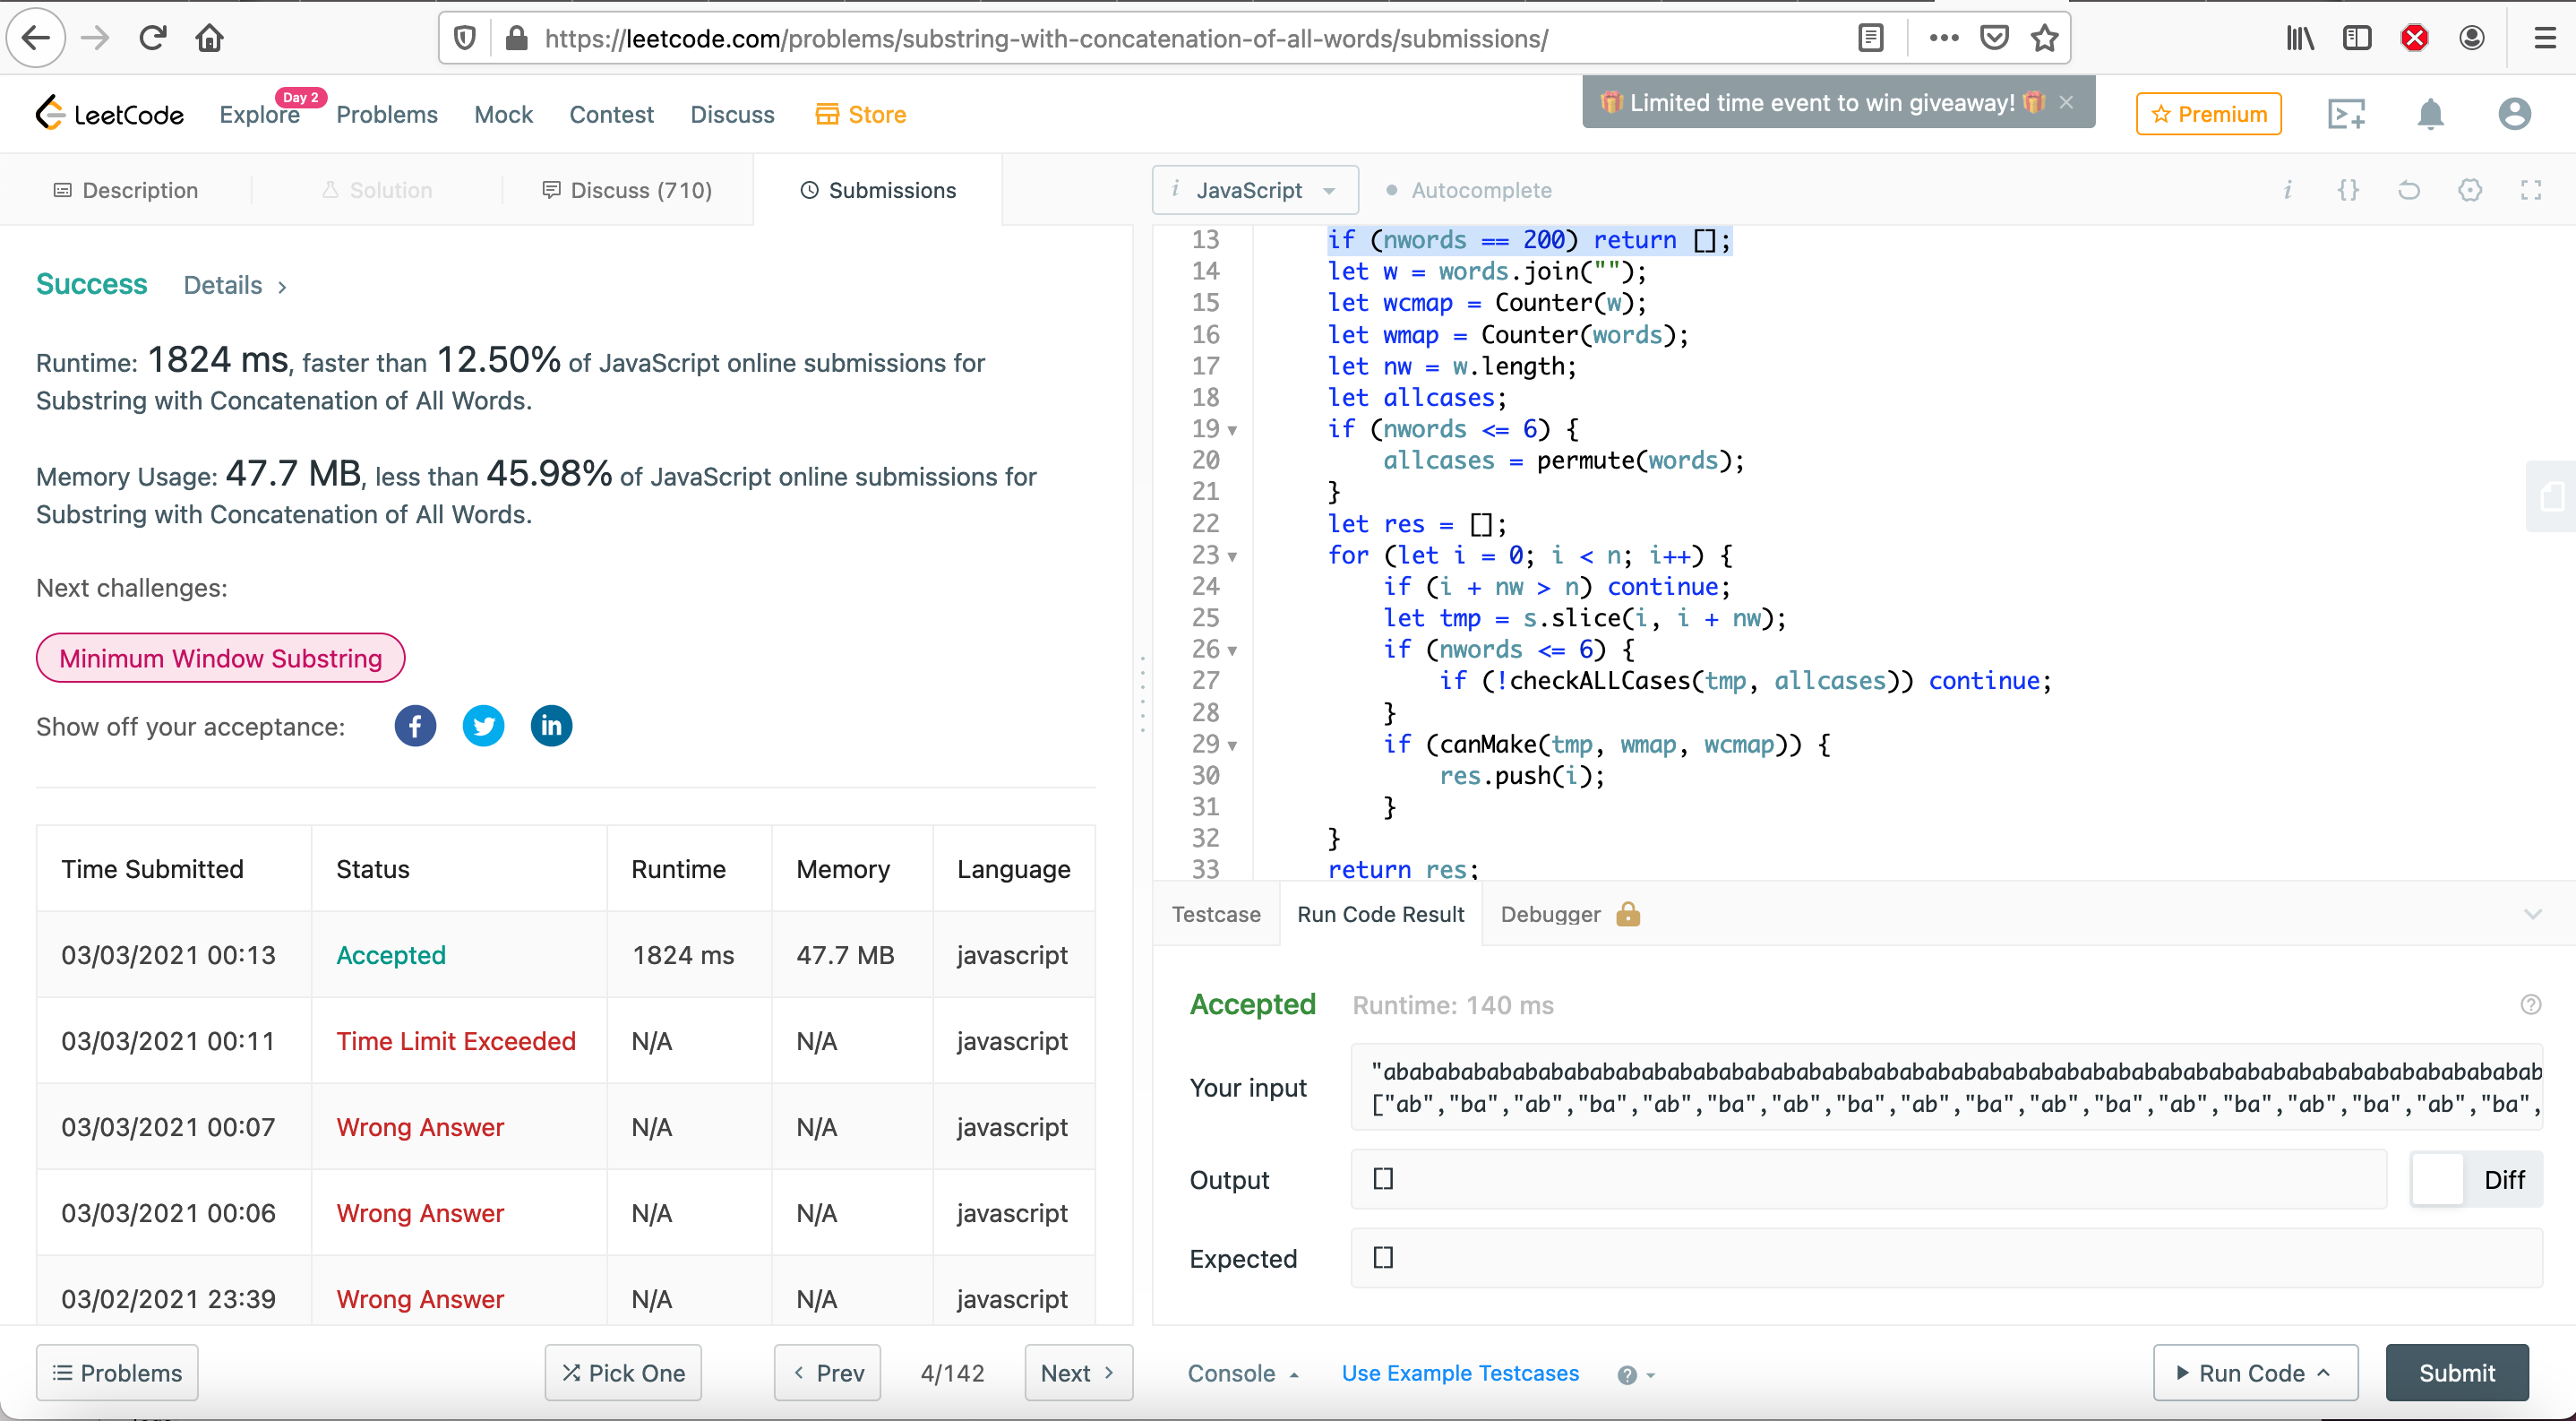 https://leetcode.com/problems/substring-with-concatenation-of-all-words/submissions/
LeetCode
Explore
Day 2
Problems
Mock
Contest
Discuss
Store
Limited time event to win giveaway!
Premium
Description
Solution
Discuss (710)
Submissions
JavaScript
Autocomplete
Success
Details
Runtime: 1824 ms, faster than 12.50% of JavaScript online submissions for
Substring with Concatenation of All Words.
Memory Usage: 47.7 MB, less than 45.98% of JavaScript online submissions for
Substring with Concatenation of All Words.
Next challenges:
Minimum Window Substring
Show off your acceptance:
Time Submitted Status Runtime Memory Language
03/03/2021 00:13 Accepted 1824 ms 47.7 MB javascript
03/03/2021 00:11 Time Limit Exceeded N/A N/A javascript
03/03/2021 00:07 Wrong Answer N/A N/A javascript
03/03/2021 00:06 Wrong Answer N/A N/A javascript
03/02/2021 23:39 Wrong Answer N/A N/A javascript
Problems
Pick One
Prev
4/142
Next
13 if (nwords == 200) return [];
14 let w = words.join("");
15 let wcmap = Counter(w);
16 let wmap = Counter(words);
17 let nw = w.length;
18 let allcases;
19 if (nwords <= 6) {
20 allcases = permute(words);
21 }
22 let res = [];
23 for (let i = 0; i < n; i++) {
24 if (i + nw > n) continue;
25 let tmp = s.slice(i, i + nw);
26 if (nwords <= 6) {
27 if (!checkALLCases(tmp, allcases)) continue;
28 }
29 if (canMake(tmp, wmap, wcmap)) {
30 res.push(i);
31 }
32 }
33 return res;
Testcase
Run Code Result
Debugger
Accepted
Runtime: 140 ms
Your input
["ab","ba","ab","ba","ab","ba","ab","ba","ab","ba","ab","ba","ab","ba","ab","ba","ab","ba",
Output
[]
Diff
Expected
[]
Console
Use Example Testcases
Run Code
Submit